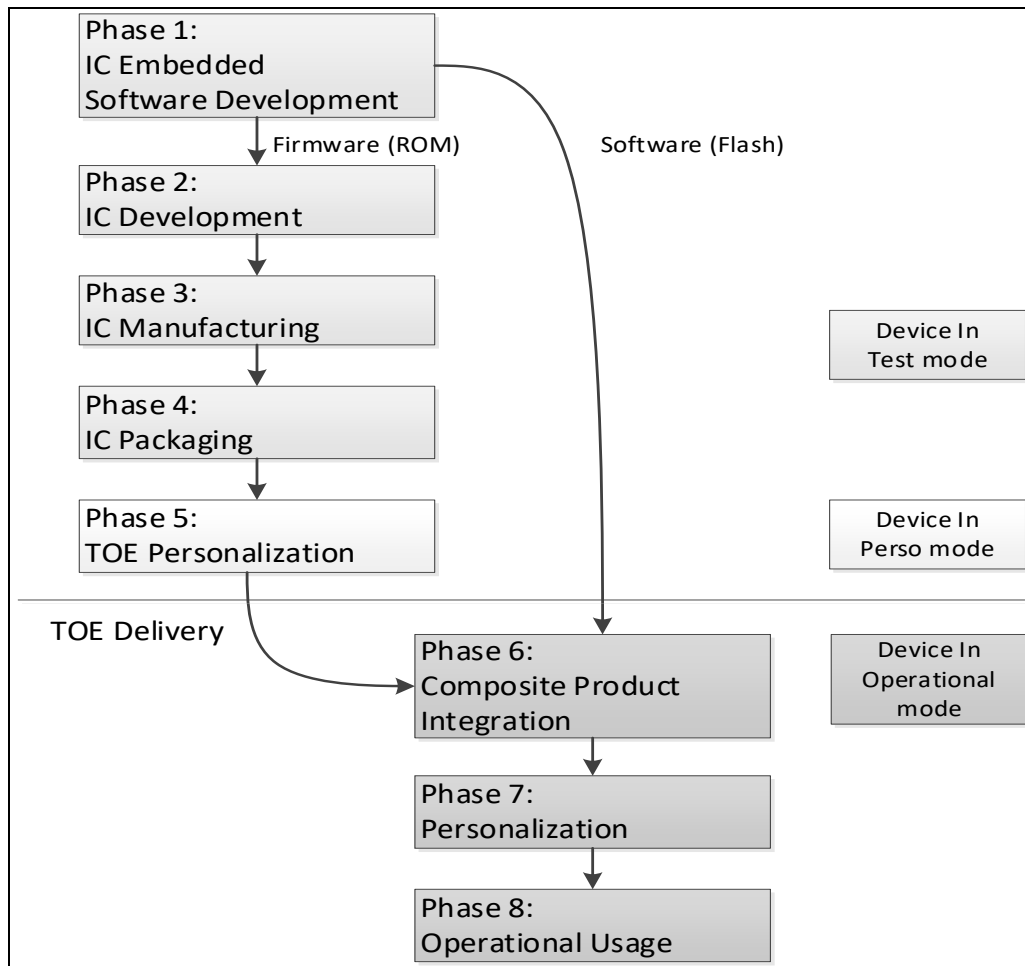 Phase 1:
IC Embedded
Software Development
Firmware (ROM)
Software (Flash)
Phase 2:
IC Development
Phase 3:
IC Manufacturing
Device In
Test mode
Phase 4:
IC Packaging
Phase 5:
TOE Personalization
Device In
Perso mode
TOE Delivery
Phase 6:
Composite Product
Integration
Device In
Operational
mode
Phase 7:
Personalization
Phase 8:
Operational Usage